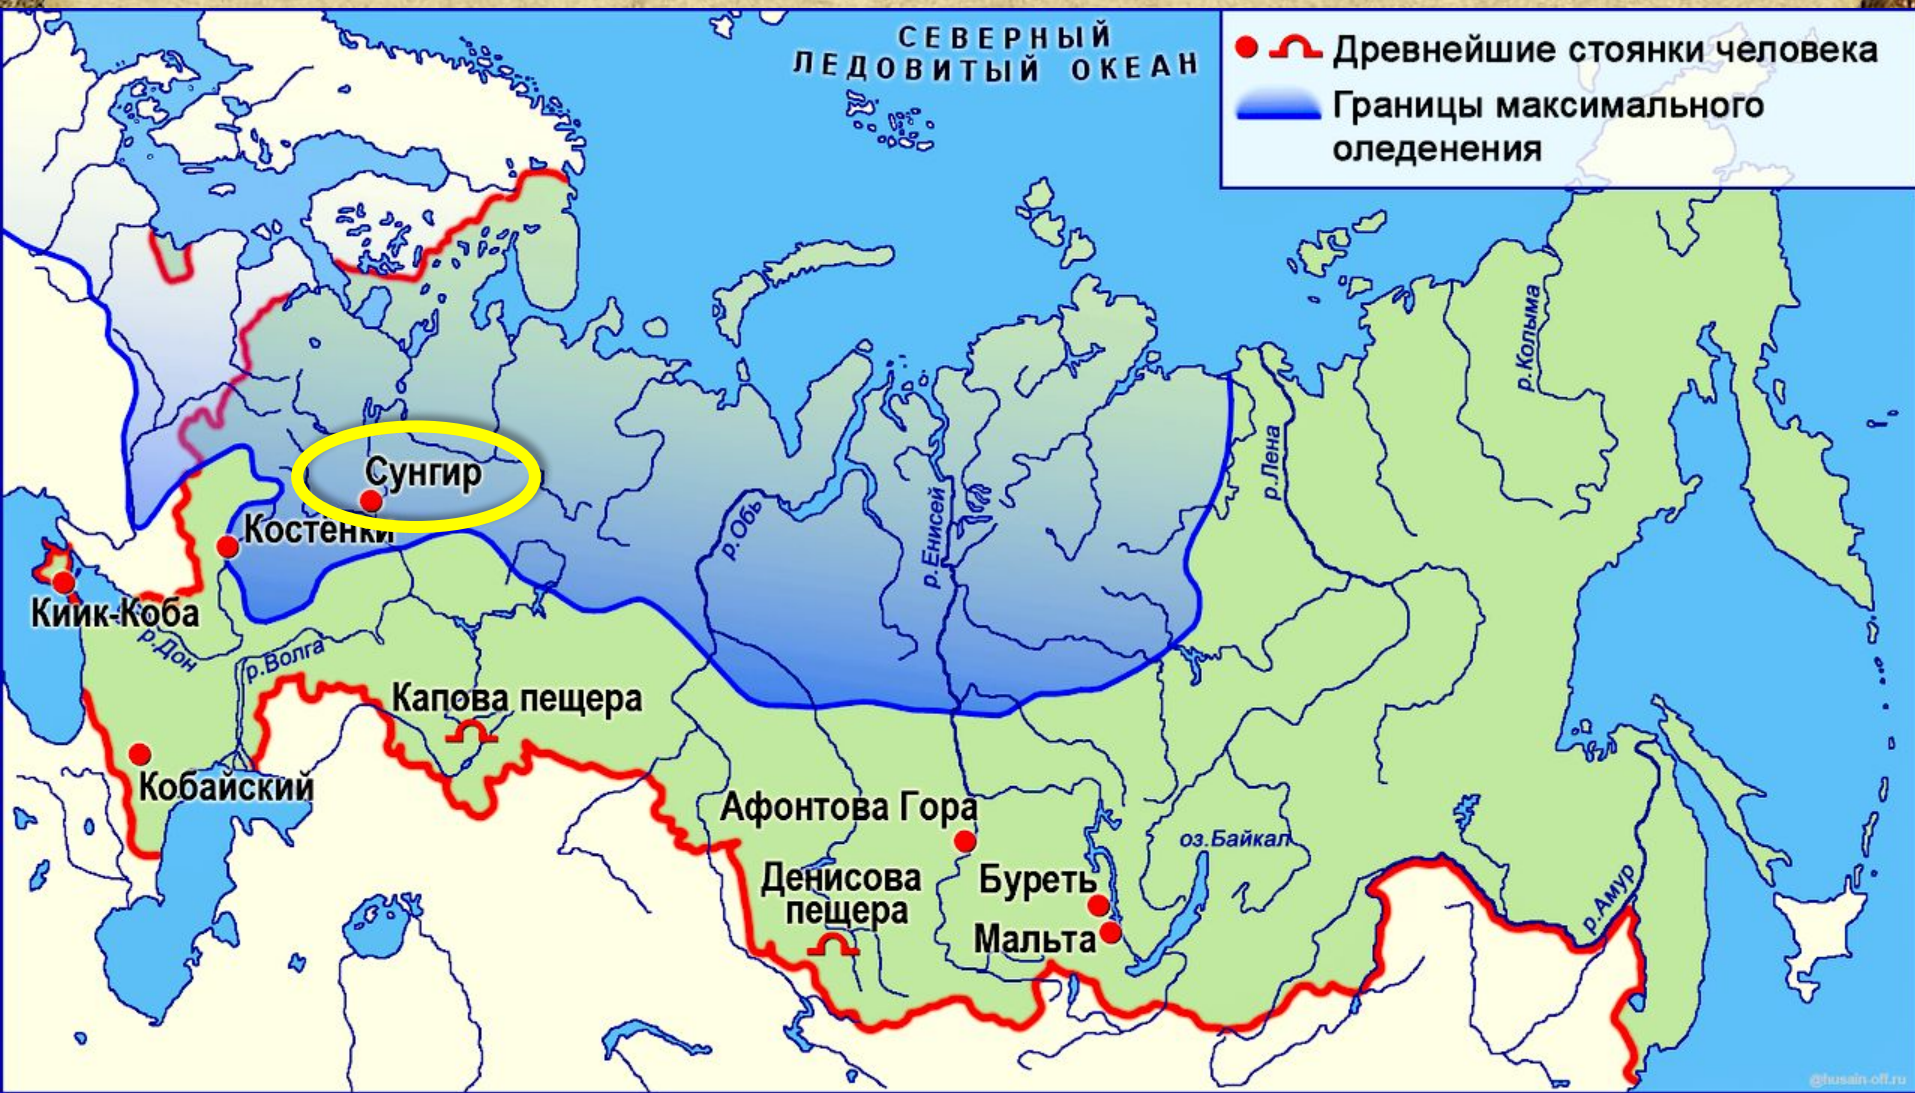 СЕВЕРНЫЙ
ЛЕДОВИТЫЙ ОКЕАН
Древнейшие стоянки человека
Границы максимального
оледенения
р.Колыма
р.Лена
Сунгир
р.Обь
р.Енисей
Костёнки
Киик-Коба
р.Дон
р.Волга
Капова пещера
Кобайский
Афонтова Гора
оз.Байкал
Денисова
пещера
Буреть
Мальта
р.Амур
@husain-off.ru